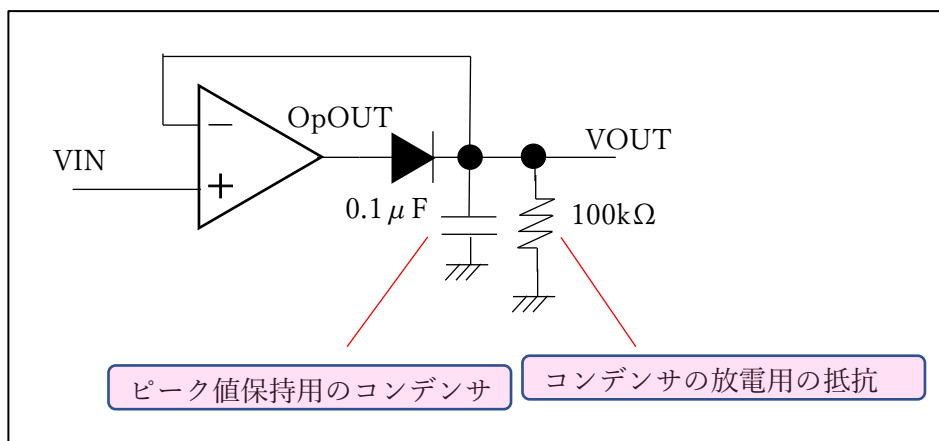 OpOUT
VOUT
VIN
−
+
0.1μF
100kΩ
ピーク値保持用のコンデンサ
コンデンサの放電用の抵抗